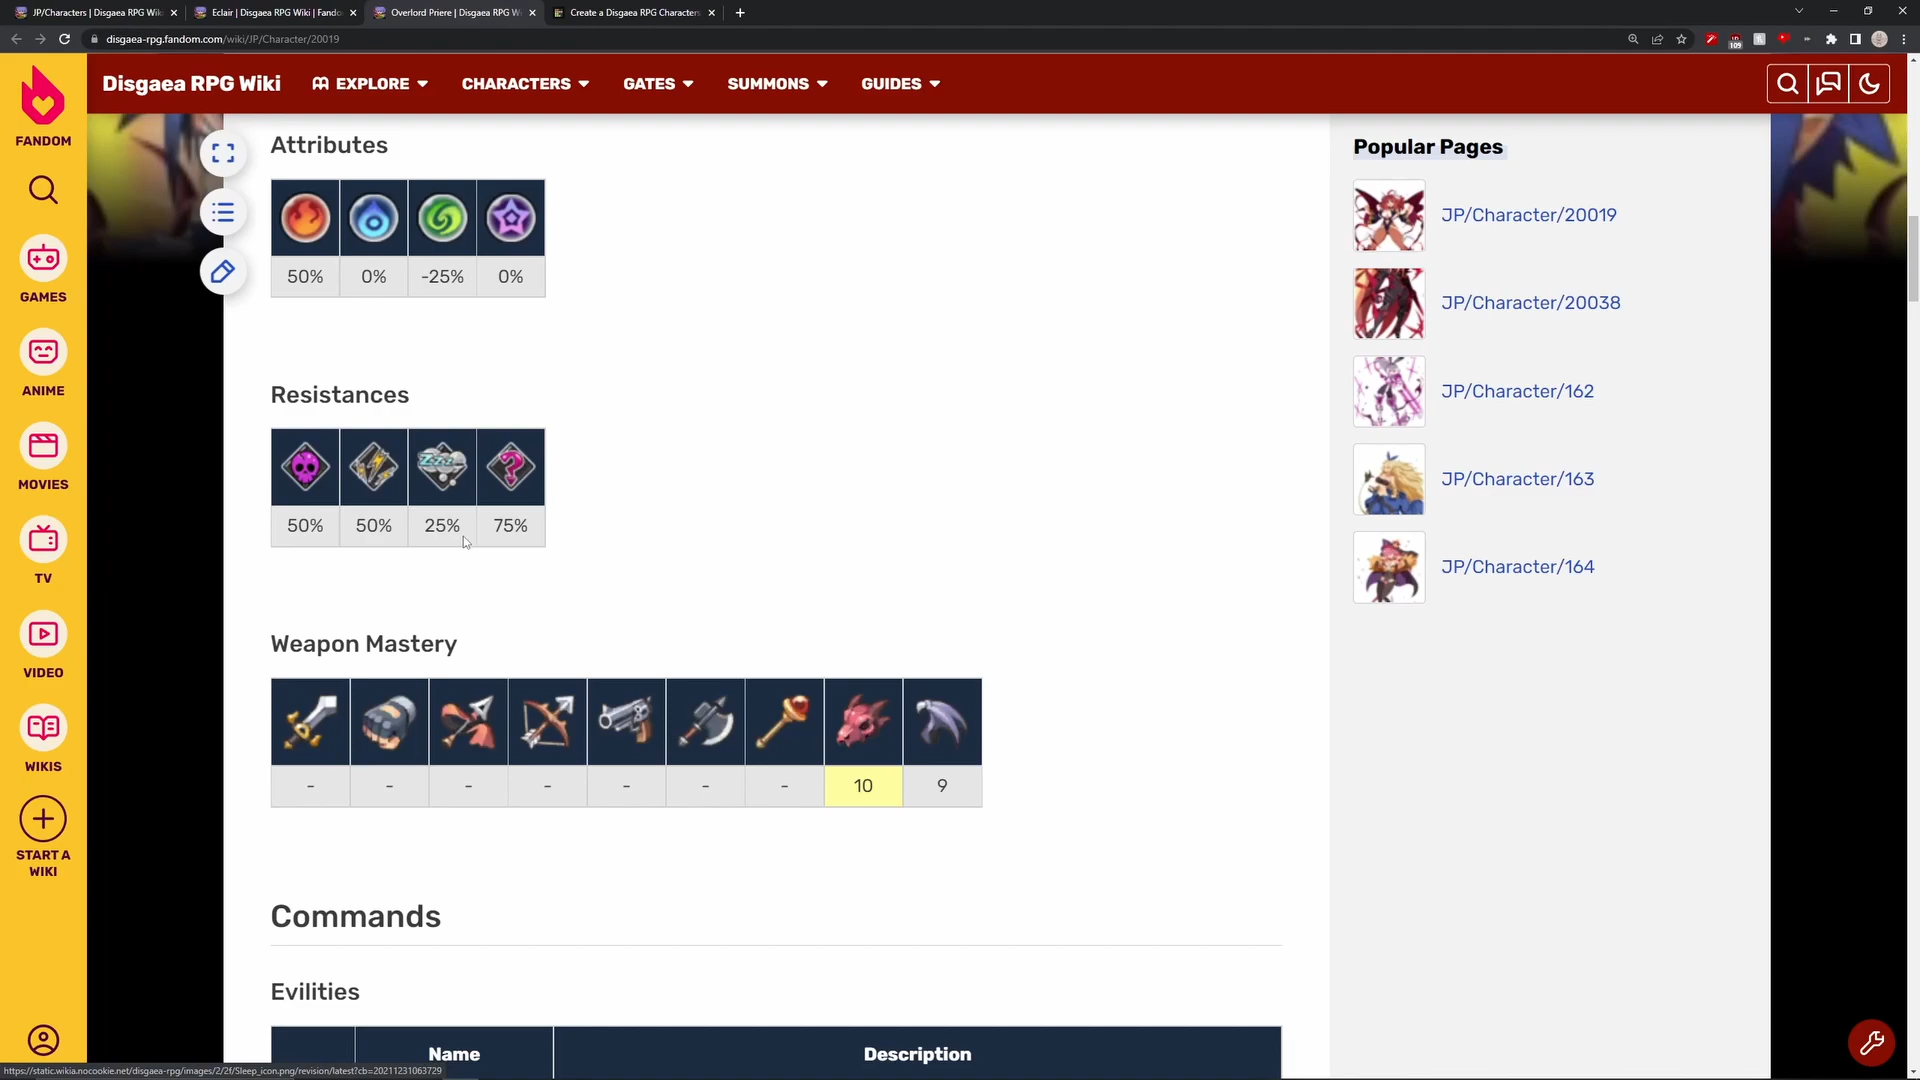 JP/Characters | Disgaea RPG Wiki
Eclair | Disgaea RPG Wiki | Fando
Overlord Priere | Disgaea RPG W
Create a Disgaea RPG Characters
disgaea-rpg.fandom.com/wiki/JP/Character/20019
109
FANDOM
GAMES
ANIME
MOVIES
TV
VIDEO
WIKIS
START A
WIKI
Disgaea RPG Wiki
EXPLORE
CHARACTERS
GATES
SUMMONS
GUIDES
Attributes
50% 0% -25% 0%
Resistances
Zzz
?
50% 50% 25% 75%
Weapon Mastery
- - - - - - - 10 9
Commands
Evilities
Name Description
Popular Pages
JP/Character/20019
JP/Character/20038
JP/Character/162
JP/Character/163
JP/Character/164
https://static.wikia.nocookie.net/disgaea-rpg/images/2/2f/Sleep_icon.png/revision/latest?cb=20211231063729